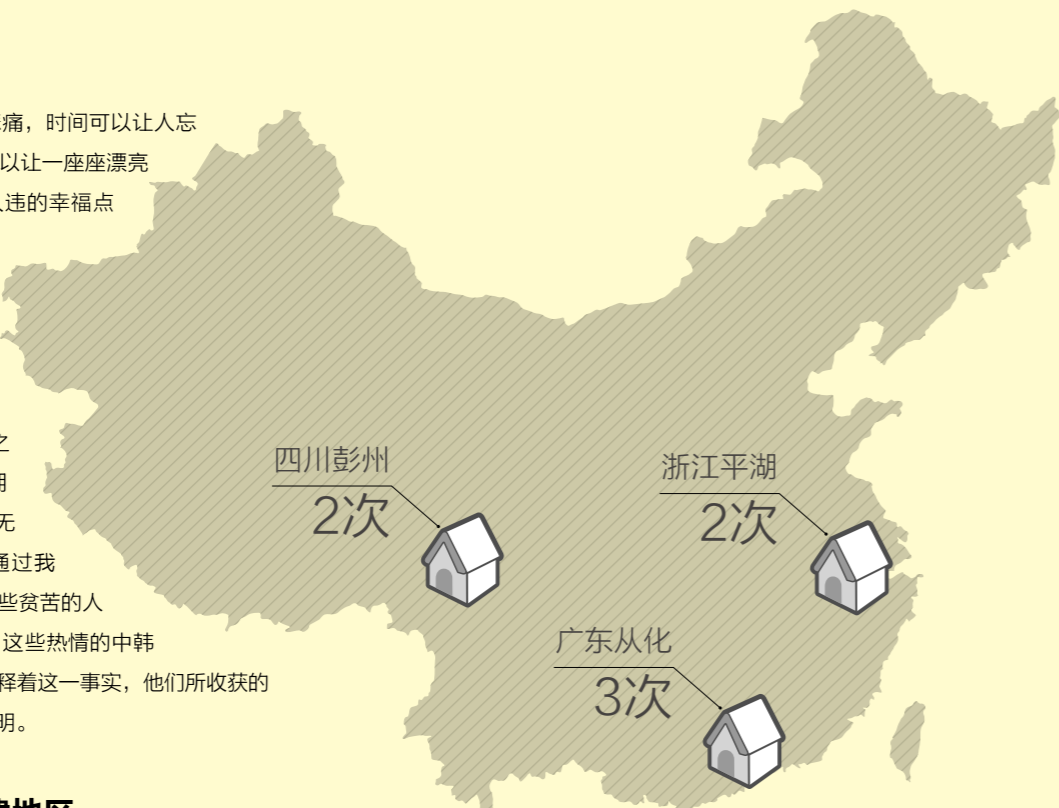 痛，时间可以让人忘
以让一座座漂亮
违的幸福点
无
通过我
些贫苦的人
这些热情的中韩
释着这一事实，他们所收获的
明。
四川彭州
2次
浙江平湖
2次
广东从化
3次
地区